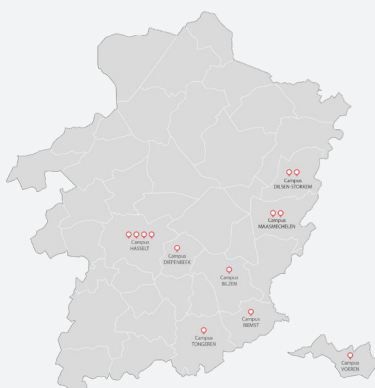 Campus
DILSEN-STOKKEM
Campus
MAASMECHELEN
Campus
HASSELT
Campus
DIEPENBEEK
Campus
BILZEN
Campus
RIEMST
Campus
TONGEREN
Campus
VOEREN